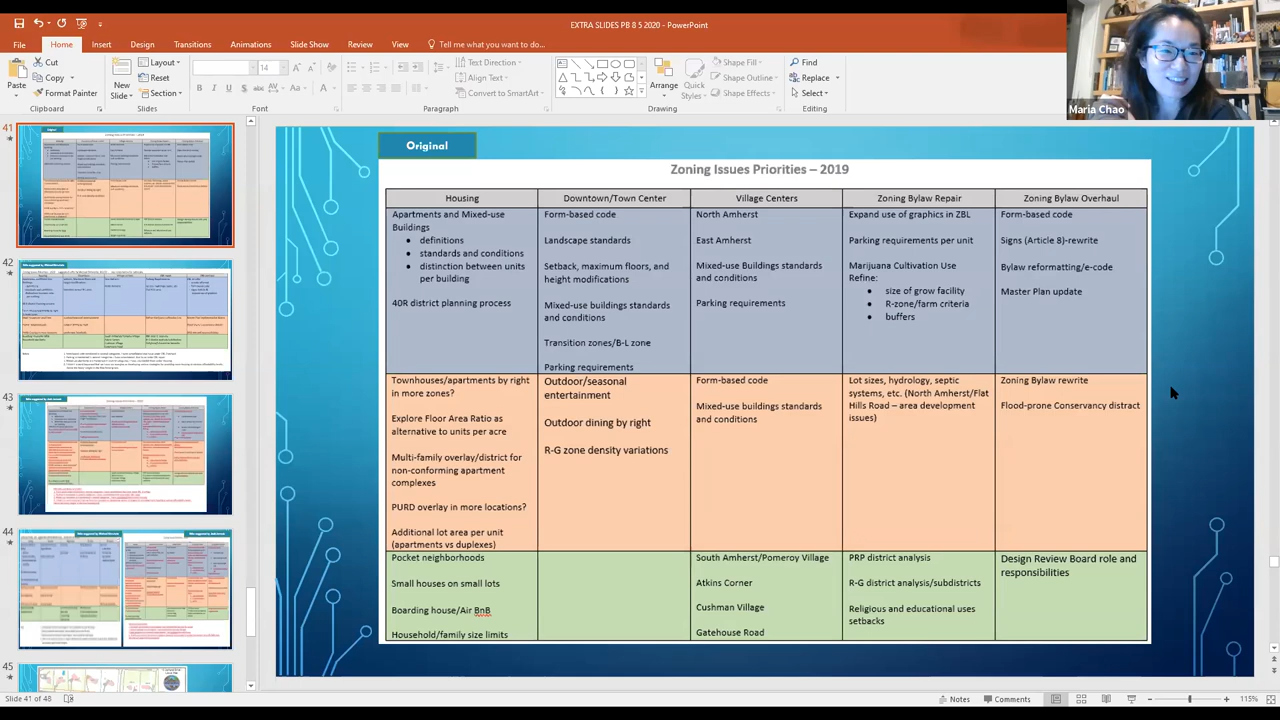 EXTRA SLIDES PB 8 5 2020 - PowerPoint
File Home Insert Design Transitions Animations Slide Show Review View Tell me what you want to do...
Paste
Cut
Copy
Format Painter
Clipboard
New
Slide
Layout
Reset
Section
Slides
14
Font
Text Direction
Align Text
Convert to SmartArt
Paragraph
Arrange
Quick
Styles
Shape Fill
Shape Outline
Shape Effects
Drawing
Find
Replace
Select
Editing
Maria Chao
41
42
43
44
45
Original
Zoning Issues Priorities – 2019
Housing
Apartments and Mixed-use
Buildings
• definitions
• standards and conditions
• distinction between units
per building
40R district planning process
Townhouses/apartments by right
in more zones?
Explore Floor Area Ratio as
alternative to units per acre
Multi-family overlay/district for
non-conforming apartment
complexes
PURD overlay in more locations?
Additional lot area per unit
(apartments vs duplexes)
Pocket neighborhoods
Small houses on small lots
Boarding house/Air BnB
Household/family size limits
Downtown/Town Center
Form-based code
Landscape standards
Setback, maximum floors, and
height modifications
Mixed-use buildings standards
and conditions
Transition zones/B-L zone
Parking requirements
Outdoor/seasonal
entertainment
Outdoor dining by right
R-G zone density variations
Village Centers
North Amherst
East Amherst
Mixed-use Buildings standards
and conditions
Parking requirements
Form-based code
Mixed-use buildings standards
and conditions
South Amherst/Pomeroy Village
Atkins Corner
Cushman Village
Gatehouse Road
Zoning Bylaw Repair
Expand use of graphics in ZBL
Parking requirements per unit
Marijuana Cultivation Use
Refine:
• size of grow facility
• R-zone/farm criteria
• buffers
Lot sizes, hydrology, septic
systems, etc. (North Amherst/Flat
Hills Road – area development
issues)
PRP district analysis
R-G district analysis/subdistricts
Religious and educational uses
setbacks
Zoning Bylaw Overhaul
Form-based code
Signs (Article 8)-rewrite
Bylaw reformatting/e-code
Master Plan update
Zoning Bylaw rewrite
Flood-prone Conservancy distract
Design Review Board role and
responsibilities
Slide 41 of 48
Notes
Comments
115%